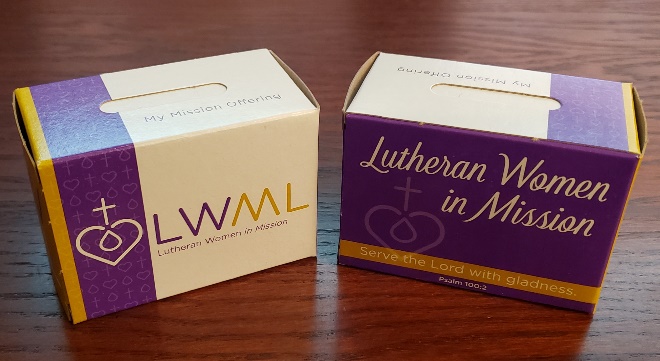 My Mission Offering
LWML
Lutheran Women in Mission
My Mission Offering
Lutheran Women
in Mission
Serve the Lord with gladness.
Psalm 100:2